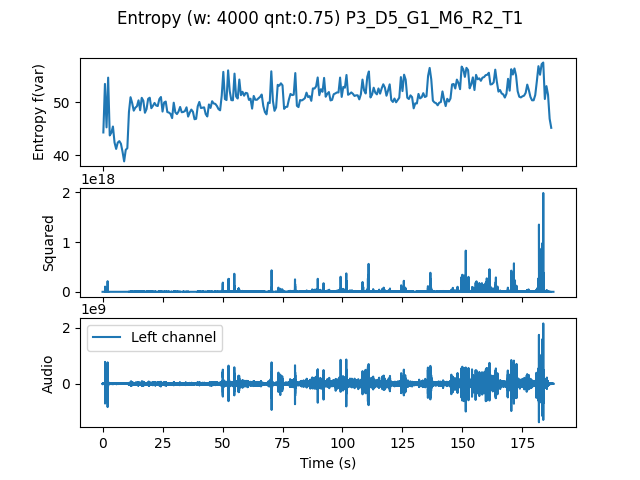 Entropy (w: 4000 qnt:0.75) P3_D5_G1_M6_R2_T1
Entropy f(var)
50
40
1e18
Squared
2
1
0
1e9
Audio
2
0
Left channel
0 25 50 75 100 125 150 175
Time (s)